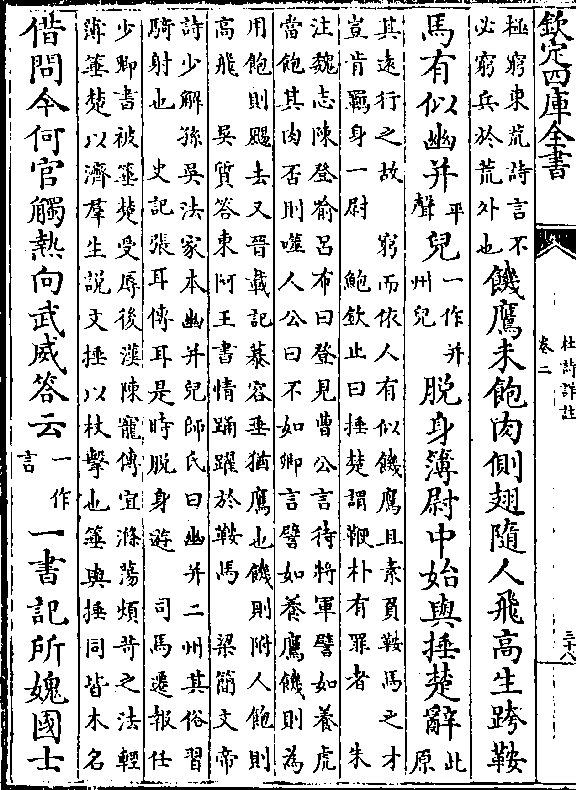 欽定四庫全書
杜詩詳註
卷二
三十八
極窮東荒詩言不
必窮兵於荒外也
饑鷹未飽肉側翅隨人飛高生跨鞍
馬有似幽并平聲兒一作并州兒脱身簿尉中始與捶楚辭此原
其遠行之故　窮而依人有似饑鷹且素負鞍馬之才
豈肯羈身一尉　鮑欽止曰捶楚謂鞭朴有罪者　朱
注魏志陳登喻呂布曰登見曹公言待將軍譬如養虎
當飽其肉否則噬人公曰不如卿言譬如養鷹饑則為
用飽則颺去又晉載記慕容垂猶鷹也饑則附人飽則
高飛　吳質答東阿王書情踊躍於鞍馬　梁簡文帝
詩少解孫吳法家本幽并兒師氏曰幽并二州其俗習
騎射也　史記張耳傳耳是時脱身遊　司馬遷報任
少卿書被箠楚受辱後漢陳寵傳宜滌蕩煩苛之法輕
薄箠楚以濟羣生説文捶以杖擊也箠與捶同皆木名
借問今何官觸熱向武威答云一作言一書記所媿國士